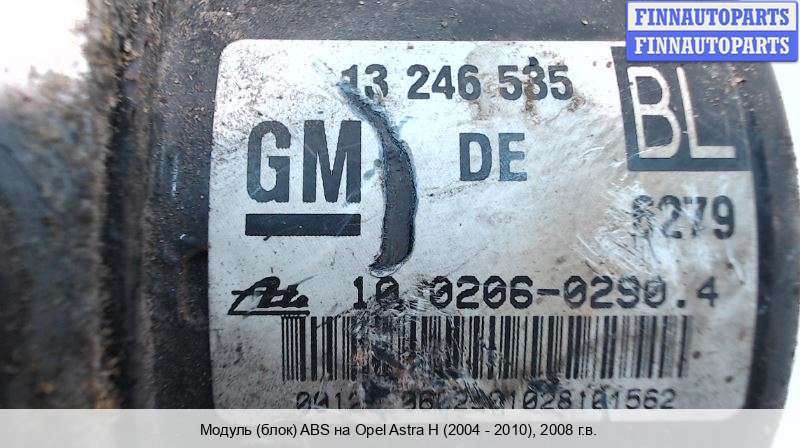 FINNAUTOPARTS
FINNAUTOPARTS
13 246 535
GM
DE
BL
6279
Ate
10.0206-0290.4
Модуль (блок) ABS на Opel Astra H (2004 - 2010), 2008 г.в.